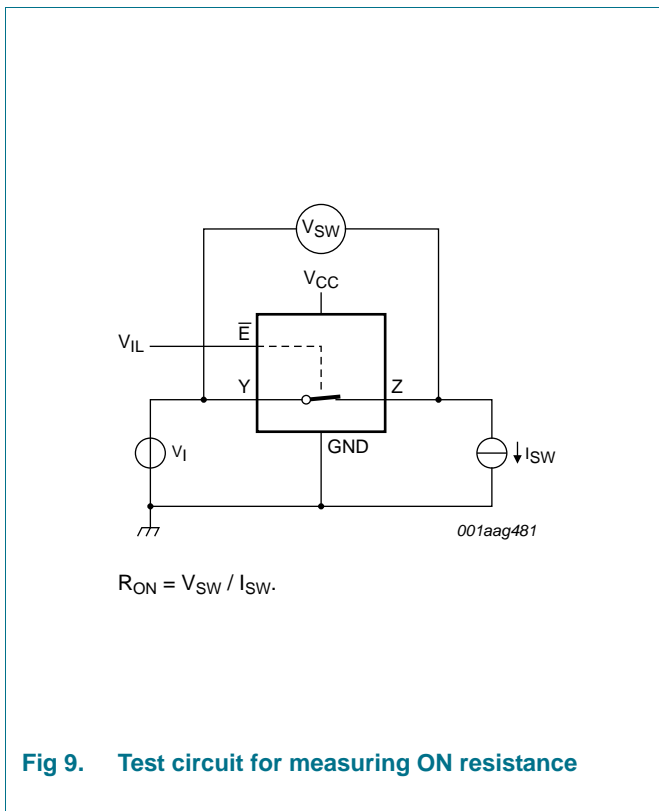 VSW
VCC
E̅
VIL
Y
Z
GND
VI
ISW
001aag481
RON = VSW / ISW.
Fig 9. Test circuit for measuring ON resistance